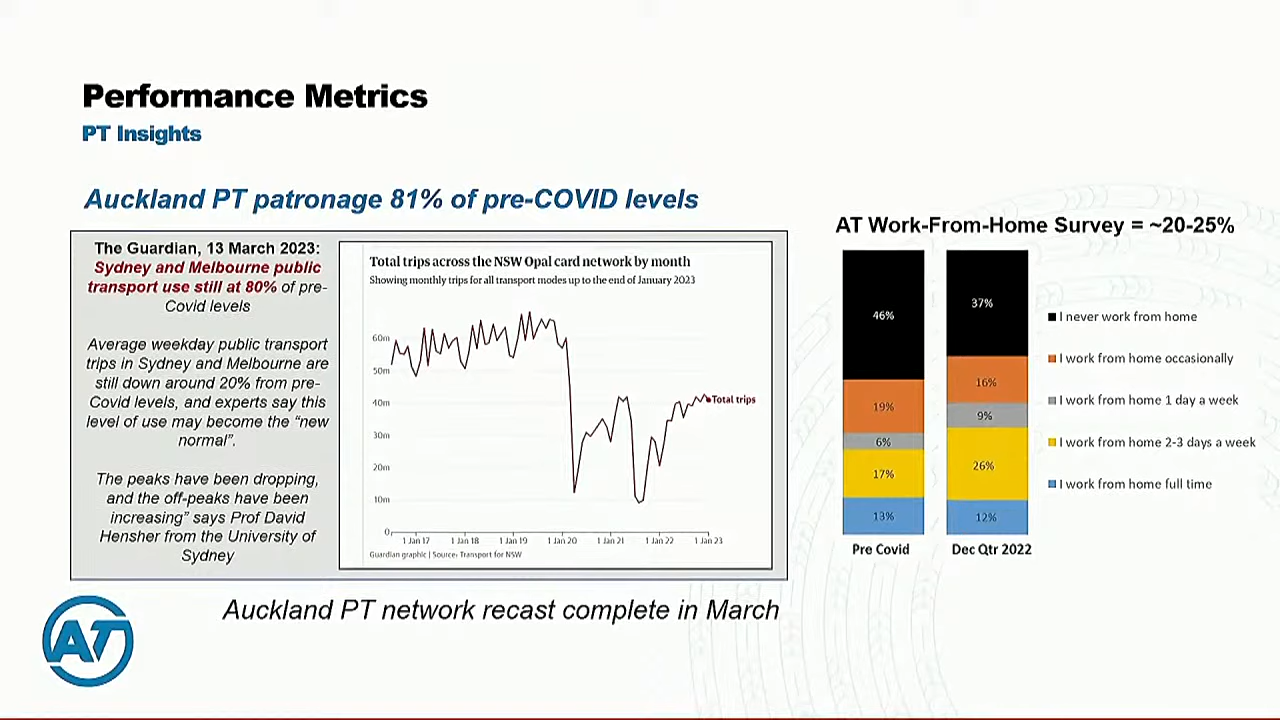 Performance Metrics
PT Insights
Auckland PT patronage 81% of pre-COVID levels
The Guardian, 13 March 2023:
Sydney and Melbourne public
transport use still at 80% of pre-
Covid levels
Average weekday public transport
trips in Sydney and Melbourne are
still down around 20% from pre-
Covid levels, and experts say this
level of use may become the “new
normal”.
The peaks have been dropping,
and the off-peaks have been
increasing” says Prof David
Hensher from the University of
Sydney
Total trips across the NSW Opal card network by month
Showing monthly trips for all transport modes up to the end of January 2023
60m
50m
40m
30m
20m
10m
0
1 Jan 17
1 Jan 18
1 Jan 19
1 Jan 20
1 Jan 21
1 Jan 22
1 Jan 23
Total trips
Guardian graphic | Source: Transport for NSW
AT Work-From-Home Survey = ~20-25%
46%
19%
6%
17%
13%
Pre Covid
37%
16%
9%
26%
12%
Dec Qtr 2022
I never work from home
I work from home occasionally
I work from home 1 day a week
I work from home 2-3 days a week
I work from home full time
Auckland PT network recast complete in March
AT